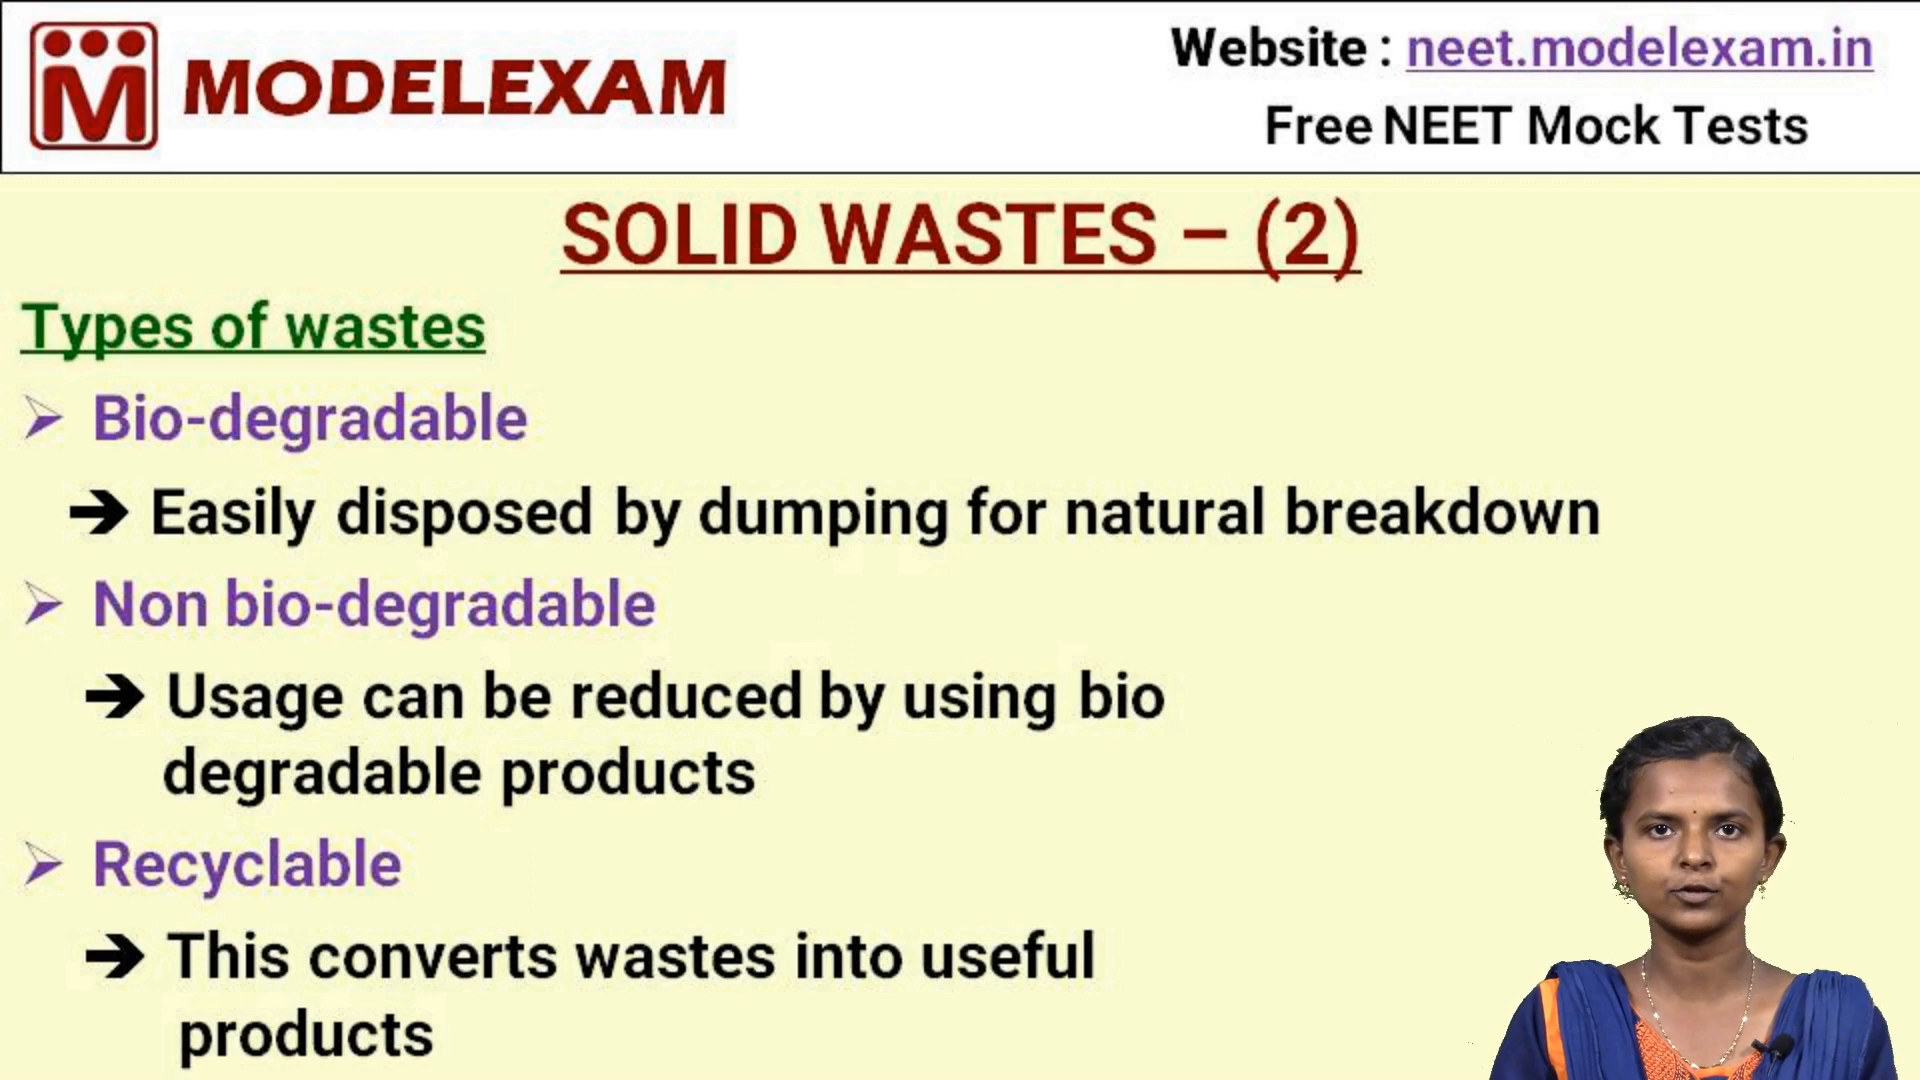 M MODELEXAM
Website : neet.modelexam.in
Free NEET Mock Tests
SOLID WASTES – (2)
Types of wastes
➢ Bio-degradable
➔ Easily disposed by dumping for natural breakdown
➢ Non bio-degradable
➔ Usage can be reduced by using bio
degradable products
➢ Recyclable
➔ This converts wastes into useful
products